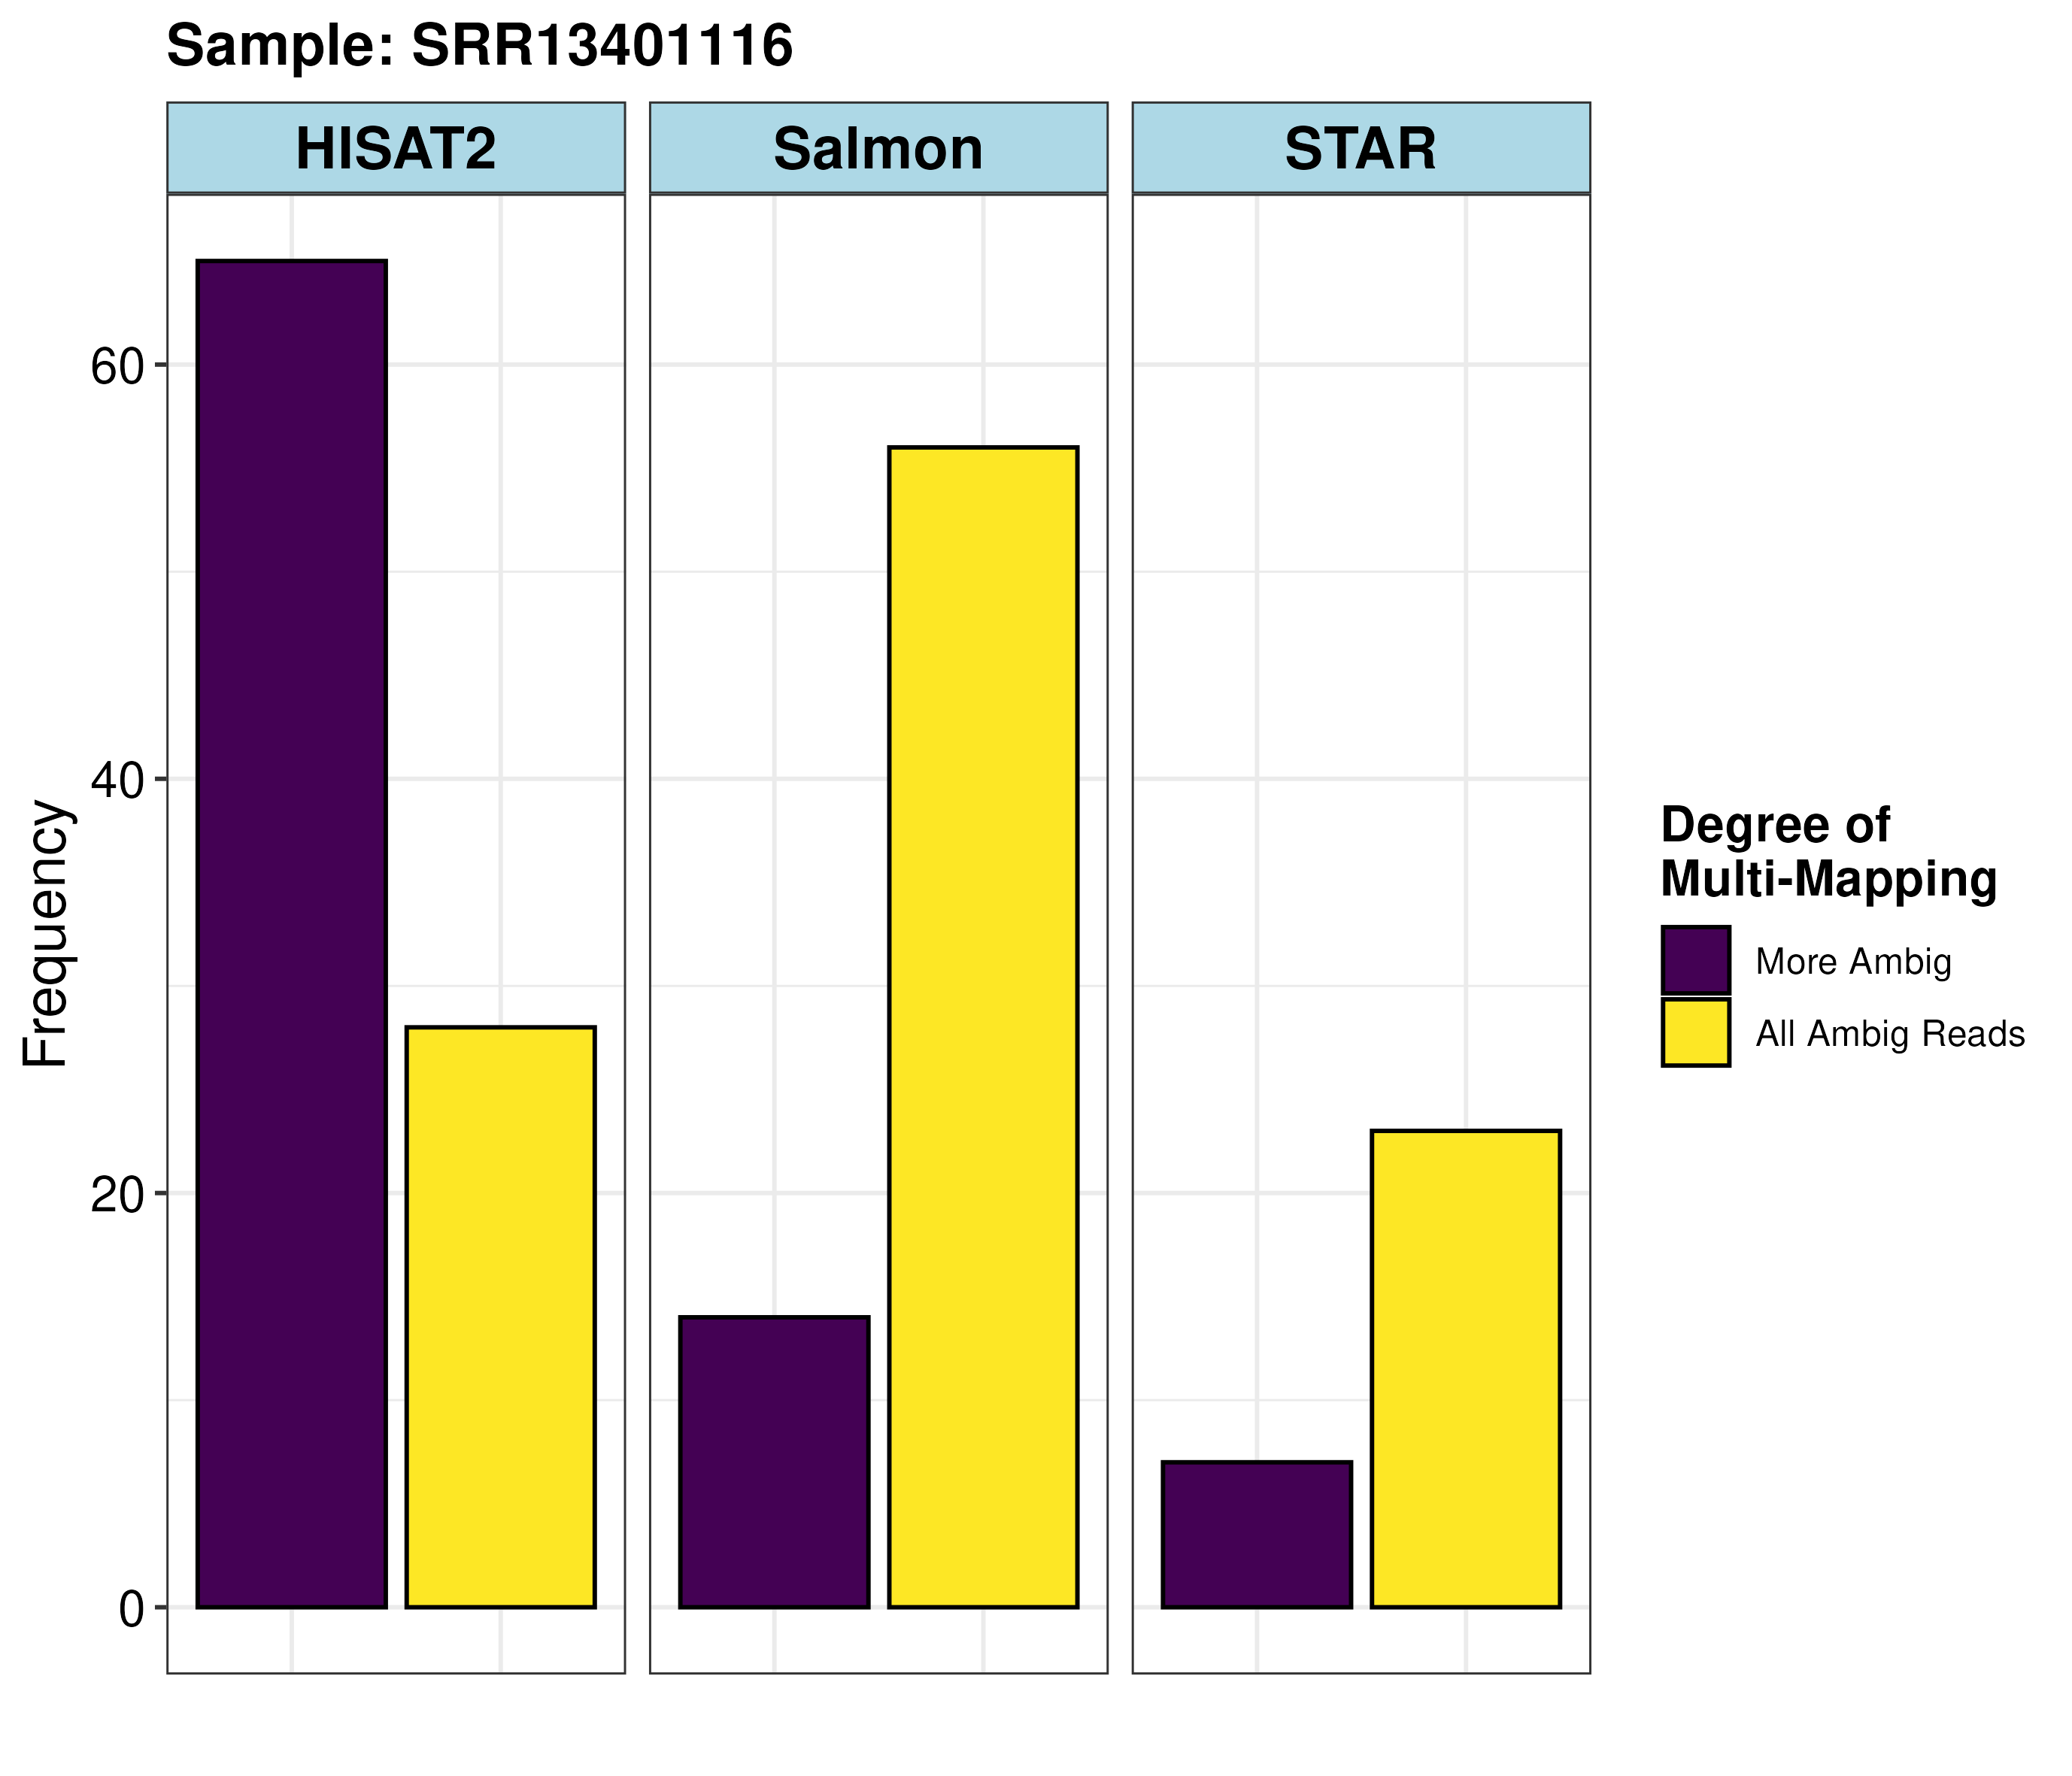 Sample: SRR13401116
HISAT2
Salmon
STAR
60
40
20
0
Frequency
Degree of
Multi-Mapping
More Ambig
All Ambig Reads